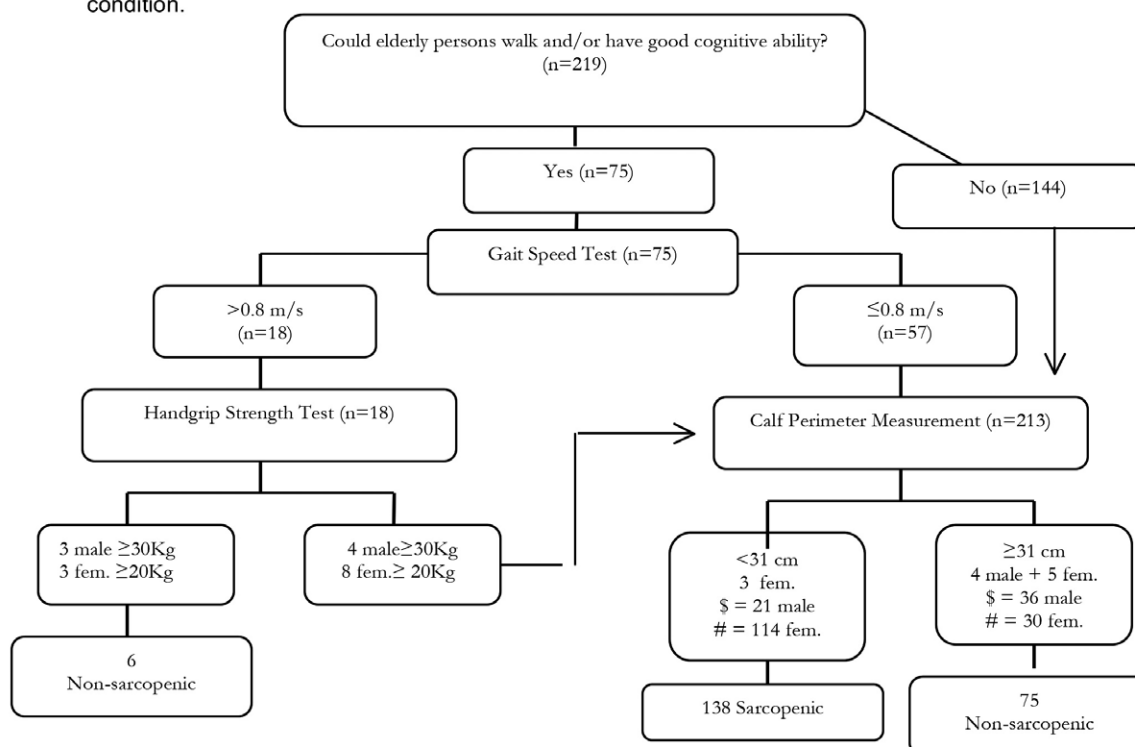 condition.
Could elderly persons walk and/or have good cognitive ability?
(n=219)
Yes (n=75)
No (n=144)
Gait Speed Test (n=75)
>0.8 m/s
(n=18)
≤0.8 m/s
(n=57)
Handgrip Strength Test (n=18)
Calf Perimeter Measurement (n=213)
3 male ≥30Kg
3 fem. ≥20Kg
4 male≥30Kg
8 fem.≥ 20Kg
<31 cm
3 fem.
$ = 21 male
# = 114 fem.
≥31 cm
4 male + 5 fem.
$ = 36 male
# = 30 fem.
6
Non-sarcopenic
138 Sarcopenic
75
Non-sarcopenic